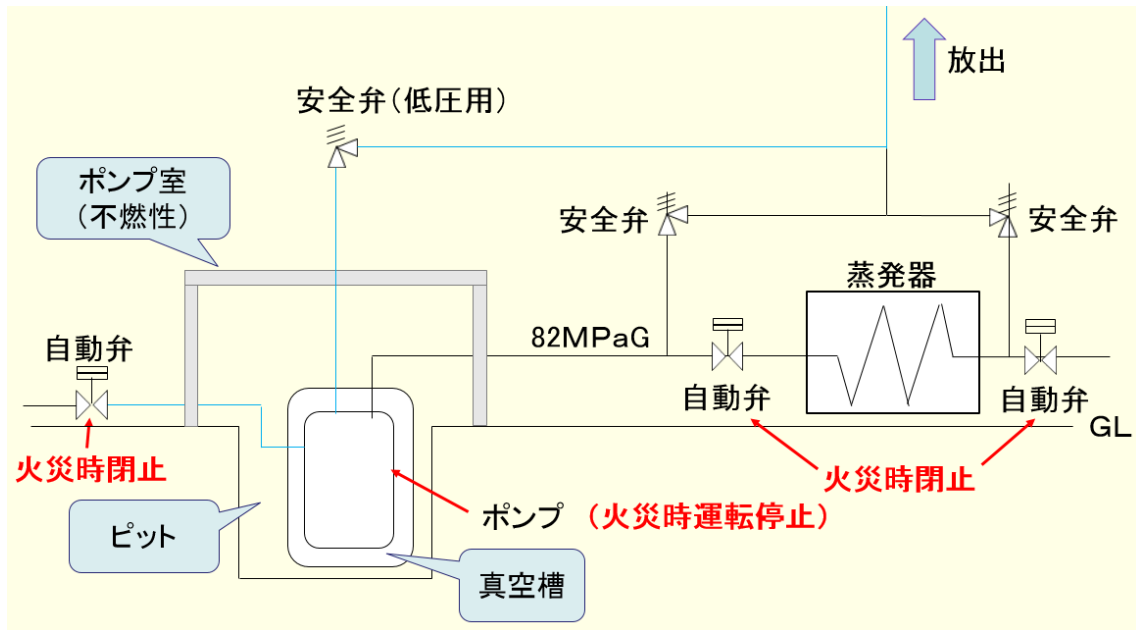 放出
安全弁（低圧用）
ポンプ室
（不燃性）
安全弁
安全弁
蒸発器
82MPaG
自動弁
自動弁
自動弁
GL
火災時閉止
火災時閉止
ポンプ （火災時運転停止）
ピット
真空槽